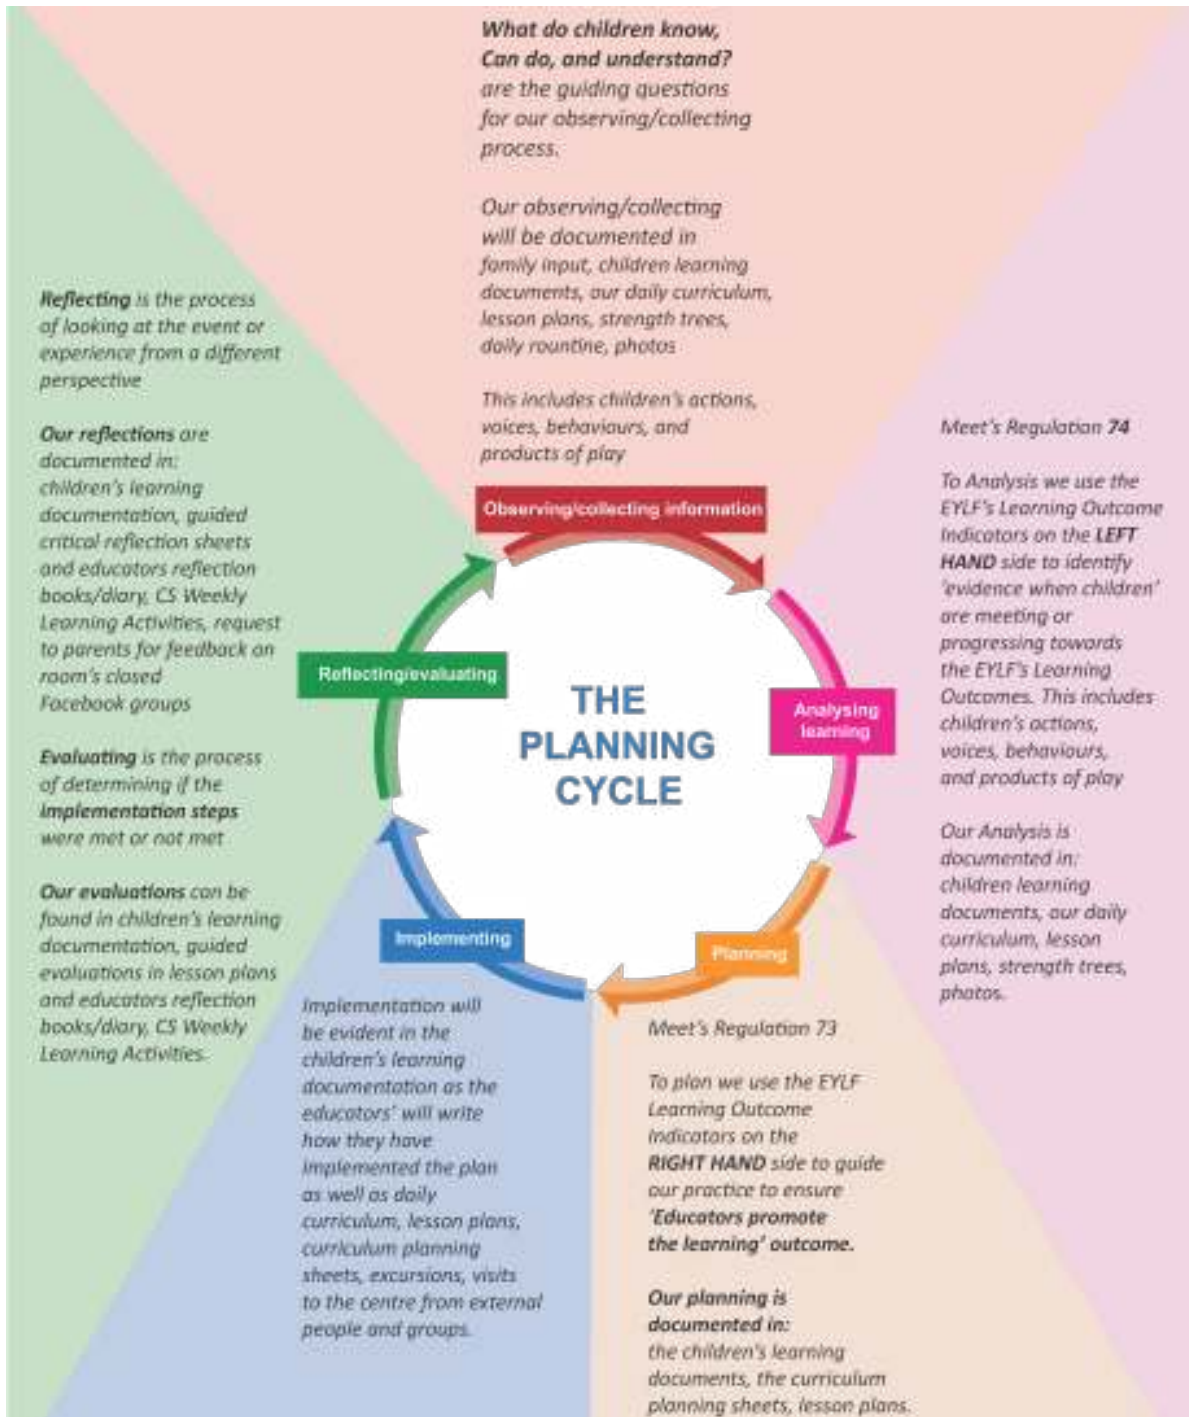 What do children know,
Can do, and understand?
are the guiding questions
for our observing/collecting
process.
Our observing/collecting
will be documented in
family input, children learning
documents, our daily curriculum,
lesson plans, strength trees,
daily rountine, photos
This includes children's actions,
voices, behaviours, and
products of play
Observing/collecting information
Meet's Regulation 74
To Analysis we use the
EYLF's Learning Outcome
Indicators on the LEFT
HAND side to identify
'evidence when children'
are meeting or
progressing towards
the EYLF's Learning
Outcomes. This includes
children's actions,
voices, behaviours,
and products of play
Our Analysis is
documented in:
children learning
documents, our daily
curriculum, lesson
plans, strength trees,
photos.
Analysing
learning
Planning
Meet's Regulation 73
To plan we use the EYLF
Learning Outcome
Indicators on the
RIGHT HAND side to guide
our practice to ensure
'Educators promote
the learning' outcome.
Our planning is
documented in:
the children's learning
documents, the curriculum
planning sheets, lesson plans.
Implementing
Implementation will
be evident in the
children's learning
documentation as the
educators' will write
how they have
implemented the plan
as well as daily
curriculum, lesson plans,
curriculum planning
sheets, excursions, visits
to the centre from external
people and groups.
Reflecting/evaluating
Reflecting is the process
of looking at the event or
experience from a different
perspective
Our reflections are
documented in:
children's learning
documentation, guided
critical reflection sheets
and educators reflection
books/diary, CS Weekly
Learning Activities, request
to parents for feedback on
room's closed
Facebook groups
Evaluating is the process
of determining if the
implementation steps
were met or not met
Our evaluations can be
found in children's learning
documentation, guided
evaluations in lesson plans
and educators reflection
books/diary, CS Weekly
Learning Activities.
THE
PLANNING
CYCLE